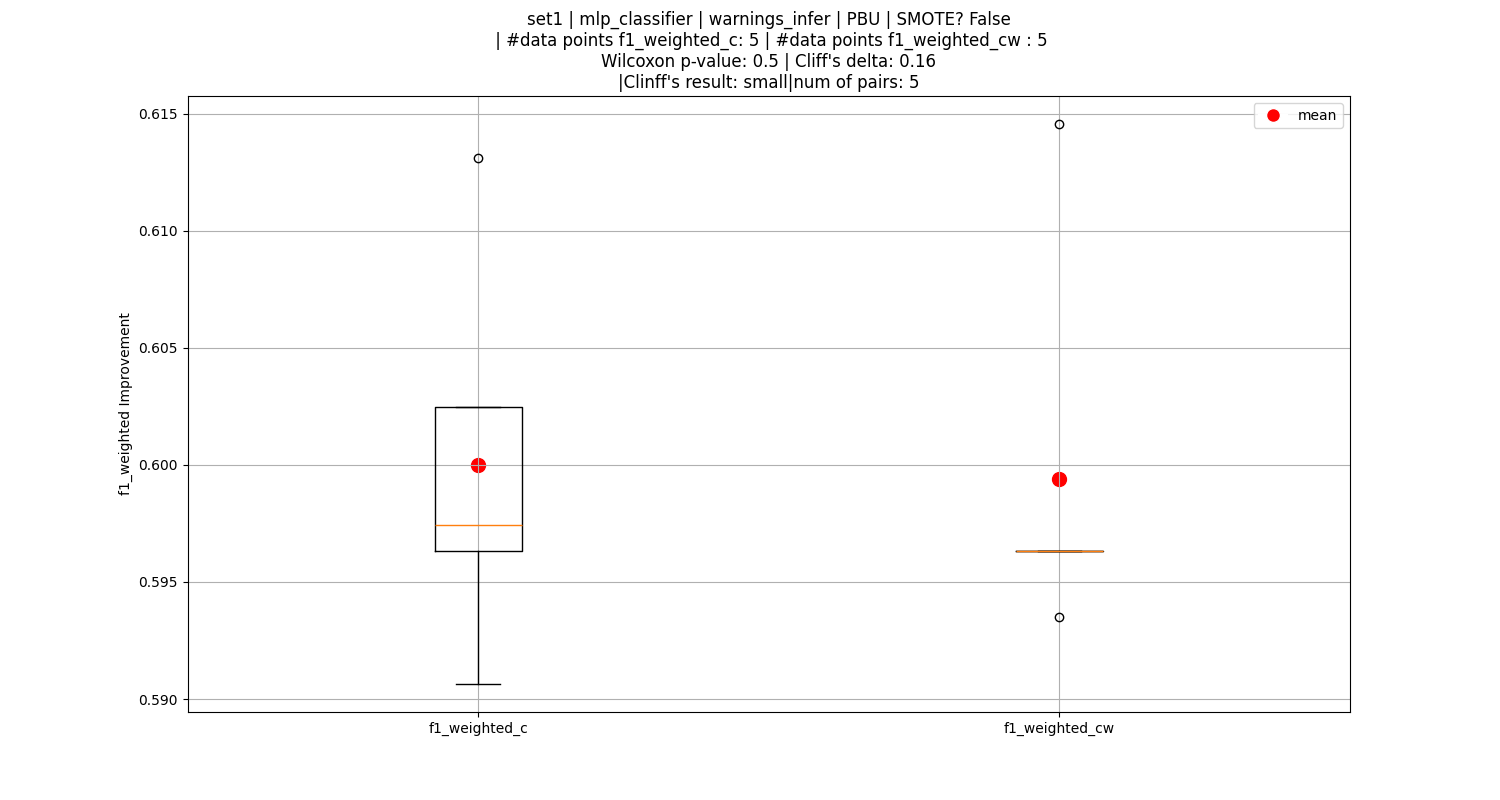 set1 | mlp_classifier | warnings_infer | PBU | SMOTE? False
| #data points f1_weighted_c: 5 | #data points f1_weighted_cw : 5
Wilcoxon p-value: 0.5 | Cliff's delta: 0.16
|Clinff's result: small|num of pairs: 5
mean
0.615
0.610
0.605
0.600
0.595
0.590
f1_weighted Improvement
f1_weighted_c
f1_weighted_cw